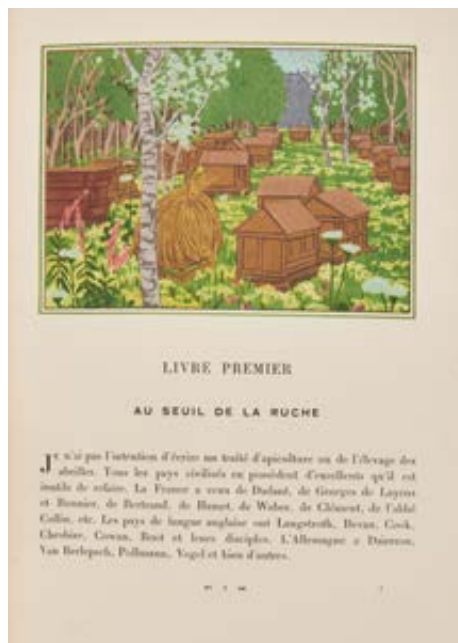 LIVRE PREMIER
AU SEUIL DE LA RUCHE
Je n'ai pas l'intention d'écrire un traité d'apiculture ou de l'élevage des
abeilles. Tous les pays civilisés en possèdent d'excellents qu'il est
inutile de refaire. La France a ceux de Dadant, de Georges de Layens
et Bonnier, de Bertrand, de Hamet, de Weber, de Clément, de l'abbé
Collin, etc. Les pays de langue anglaise ont Langstroth, Bevan, Cook,
Cheshire, Cowan, Root et leurs disciples. L'Allemagne a Dzierzon,
Van Berlepsch, Pollmann, Vogel et bien d'autres.